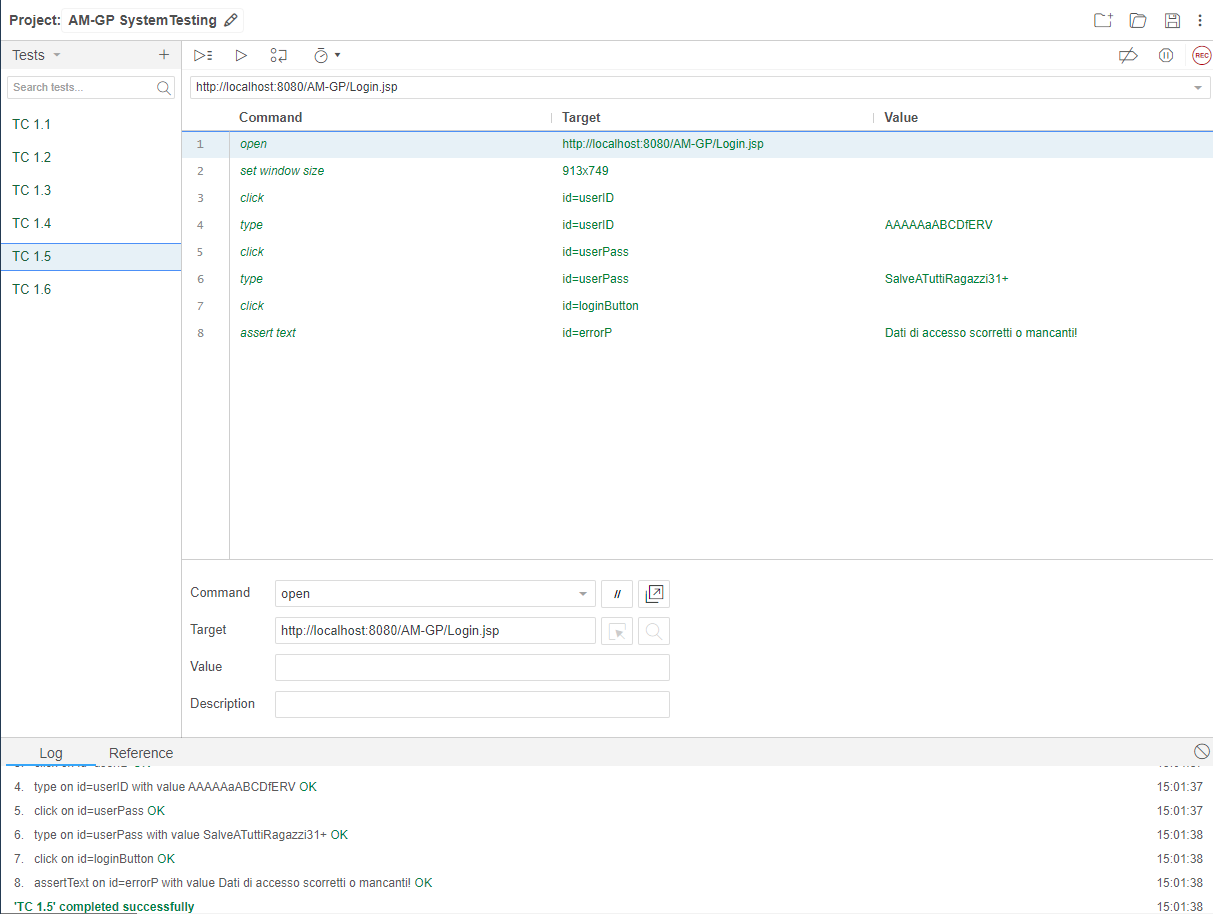 Project: AM-GP SystemTesting
Tests
REC
Search tests...
http://localhost:8080/AM-GP/Login.jsp
TC 1.1
TC 1.2
TC 1.3
TC 1.4
TC 1.5
TC 1.6
Command Target Value
1 open http://localhost:8080/AM-GP/Login.jsp
2 set window size 913x749
3 click id=userID
4 type id=userID AAAAAaABCDfERV
5 click id=userPass
6 type id=userPass SalveATuttiRagazzi31+
7 click id=loginButton
8 assert text id=errorP Dati di accesso scorretti o mancanti!
Command open //
Target http://localhost:8080/AM-GP/Login.jsp
Value
Description
Log Reference
4. type on id=userID with value AAAAAaABCDfERV OK 15:01:37
5. click on id=userPass OK 15:01:37
6. type on id=userPass with value SalveATuttiRagazzi31+ OK 15:01:38
7. click on id=loginButton OK 15:01:38
8. assertText on id=errorP with value Dati di accesso scorretti o mancanti! OK 15:01:38
'TC 1.5' completed successfully 15:01:38